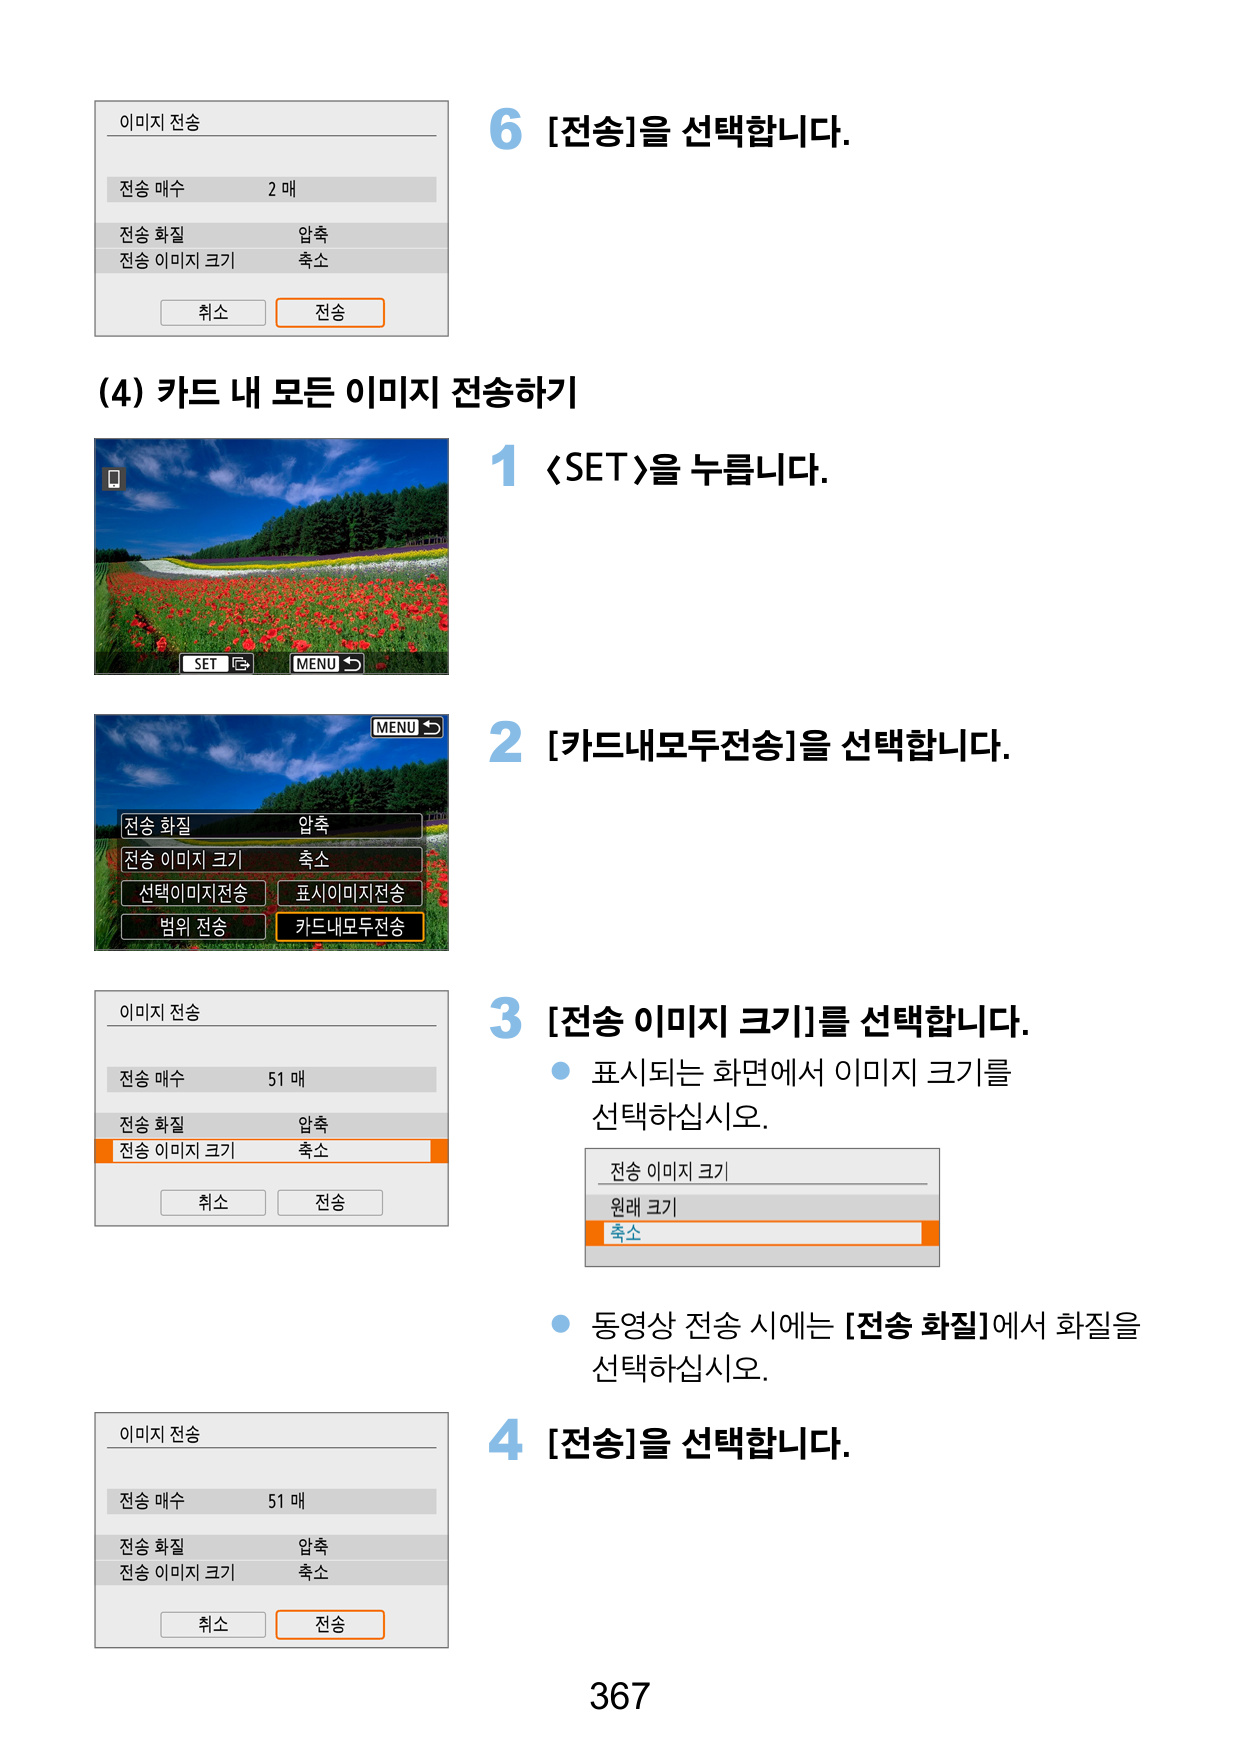 이미지 전송
전송 매수 2 매
전송 화질 압축
전송 이미지 크기 축소
취소 전송
6 [전송]을 선택합니다.
(4) 카드 내 모든 이미지 전송하기
SET MENU
1 <SET>을 누릅니다.
MENU
전송 화질 압축
전송 이미지 크기 축소
선택이미지전송 표시이미지전송
범위 전송 카드내모두전송
2 [카드내모두전송]을 선택합니다.
이미지 전송
전송 매수 51 매
전송 화질 압축
전송 이미지 크기 축소
취소 전송
3 [전송 이미지 크기]를 선택합니다.
● 표시되는 화면에서 이미지 크기를
선택하십시오.
전송 이미지 크기
원래 크기
축소
● 동영상 전송 시에는 [전송 화질]에서 화질을
선택하십시오.
이미지 전송
전송 매수 51 매
전송 화질 압축
전송 이미지 크기 축소
취소 전송
4 [전송]을 선택합니다.
367